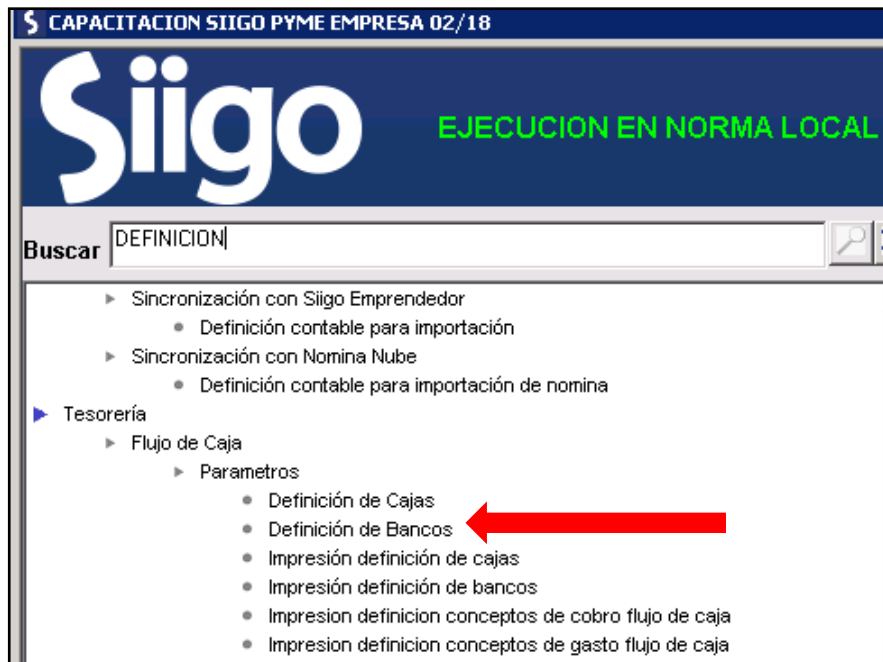 CAPACITACION SIIGO PYME EMPRESA 02/18
Siigo
EJECUCION EN NORMA LOCAL
Buscar DEFINICION
Sincronización con Siigo Emprendedor
Definición contable para importación
Sincronización con Nomina Nube
Definición contable para importación de nomina
Tesorería
Flujo de Caja
Parametros
Definición de Cajas
Definición de Bancos
Impresión definición de cajas
Impresión definición de bancos
Impresion definicion conceptos de cobro flujo de caja
Impresion definicion conceptos de gasto flujo de caja